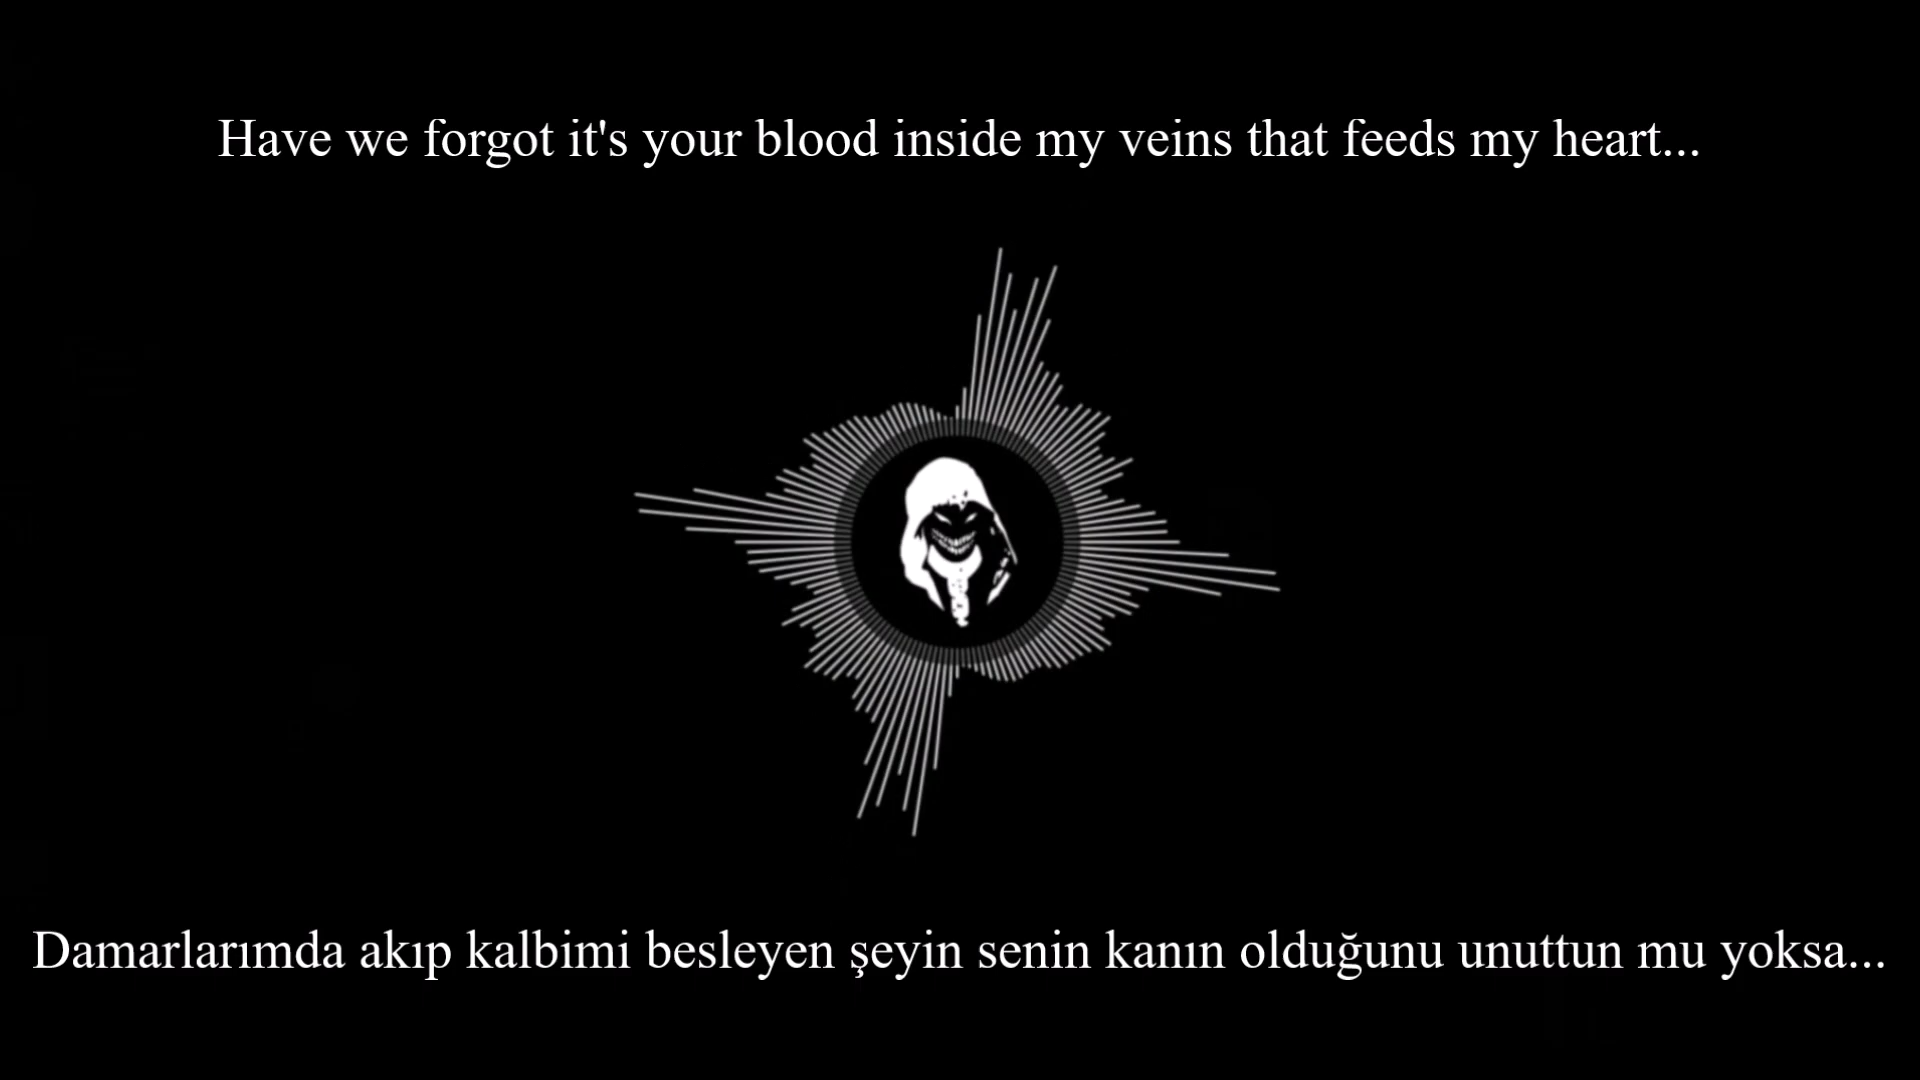 Have we forgot it's your blood inside my veins that feeds my heart...
Damarlarımda akıp kalbimi besleyen şeyin senin kanın olduğunu unuttun mu yoksa...